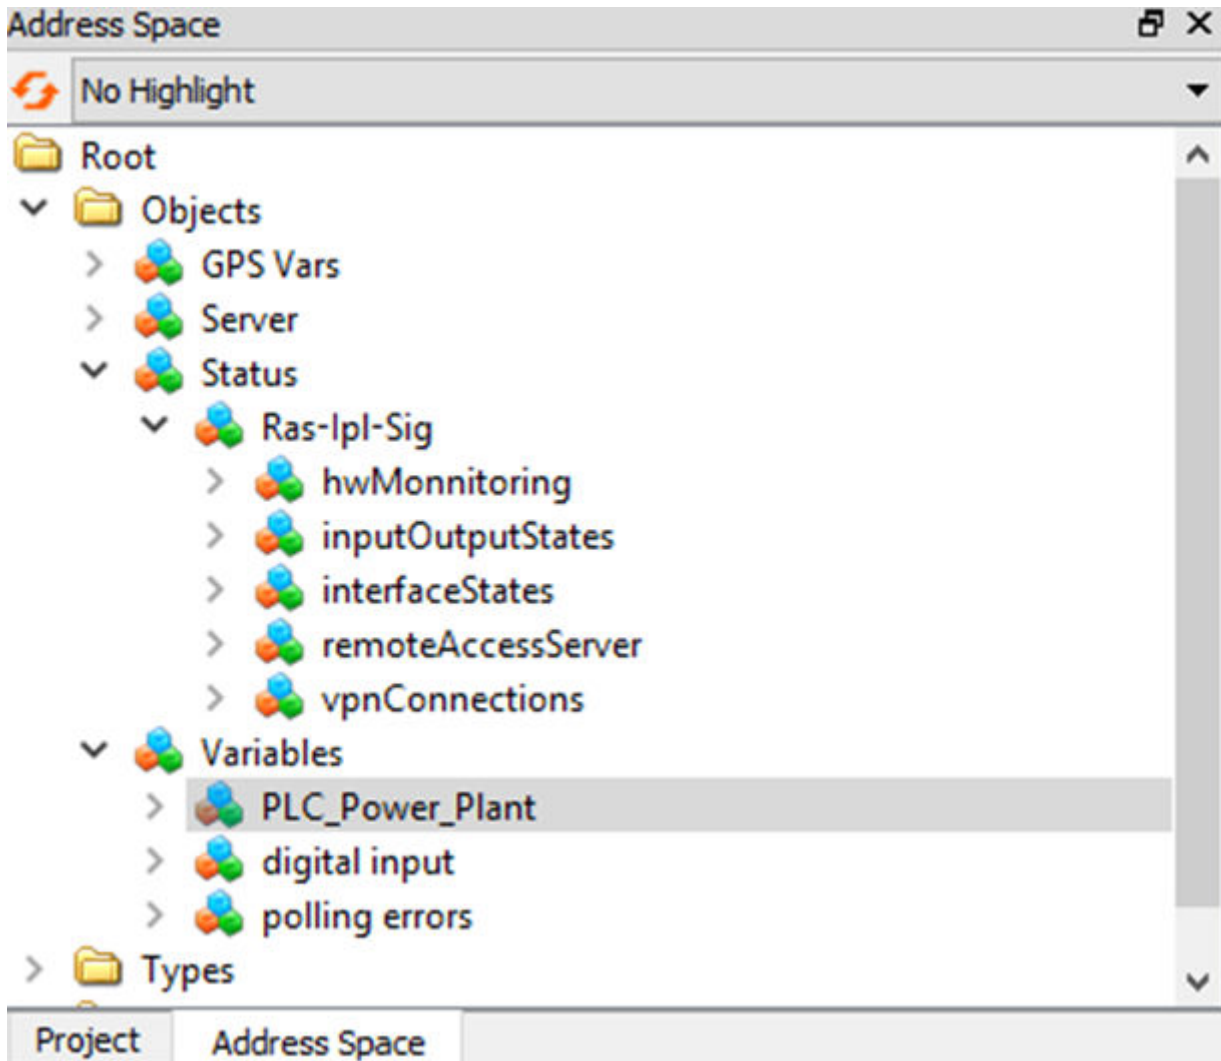 Address Space
No Highlight
Root
Objects
GPS Vars
Server
Status
Ras-Ipl-Sig
hwMonnitoring
inputOutputStates
interfaceStates
remoteAccessServer
vpnConnections
Variables
PLC_Power_Plant
digital input
polling errors
Types
Project
Address Space